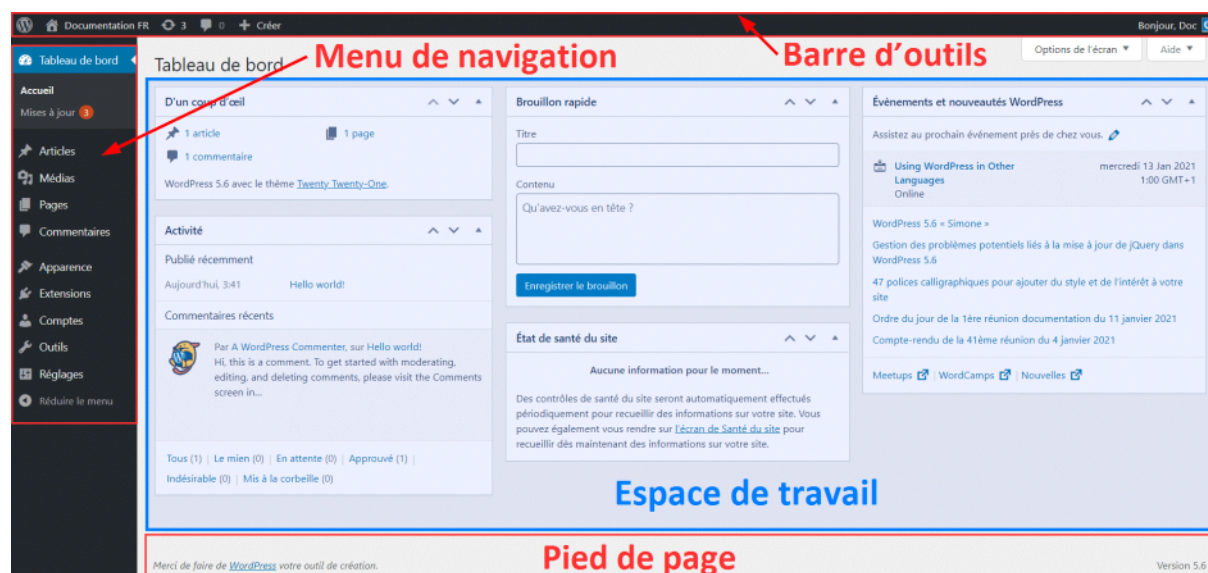 Documentation FR 3 0 + Créer Bonjour, Doc
Tableau de bord
Accueil
Mises à jour 3
Articles
Médias
Pages
Commentaires
Apparence
Extensions
Comptes
Outils
Réglages
Réduire le menu
Menu de navigation
Barre d'outils
Options de l'écran ▼ Aide ▼
Tableau de bord
D'un coup d'œil
1 article 1 page
1 commentaire
WordPress 5.6 avec le thème Twenty Twenty-One.
Activité
Publié récemment
Aujourd'hui, 3:41 Hello world!
Commentaires récents
Par A WordPress Commenter, sur Hello world!
Hi, this is a comment. To get started with moderating,
editing, and deleting comments, please visit the Comments
screen in...
Tous (1) | Le mien (0) | En attente (0) | Approuvé (1) |
Indésirable (0) | Mis à la corbeille (0)
Brouillon rapide
Titre
Contenu
Qu'avez-vous en tête ?
Enregistrer le brouillon
État de santé du site
Aucune information pour le moment...
Des contrôles de santé du site seront automatiquement effectués
périodiquement pour recueillir des informations sur votre site. Vous
pouvez également vous rendre sur l'écran de Santé du site pour
recueillir dès maintenant des informations sur votre site.
Évènements et nouveautés WordPress
Assistez au prochain événement près de chez vous.
Using WordPress in Other mercredi 13 Jan 2021
Languages 1:00 GMT+1
Online
WordPress 5.6 « Simone »
Gestion des problèmes potentiels liés à la mise à jour de jQuery dans
WordPress 5.6
47 polices calligraphiques pour ajouter du style et de l'intérêt à votre
site
Ordre du jour de la 1ère réunion documentation du 11 janvier 2021
Compte-rendu de la 41ème réunion du 4 janvier 2021
Meetups | WordCamps | Nouvelles
Espace de travail
Pied de page
Merci de faire de WordPress votre outil de création. Version 5.6